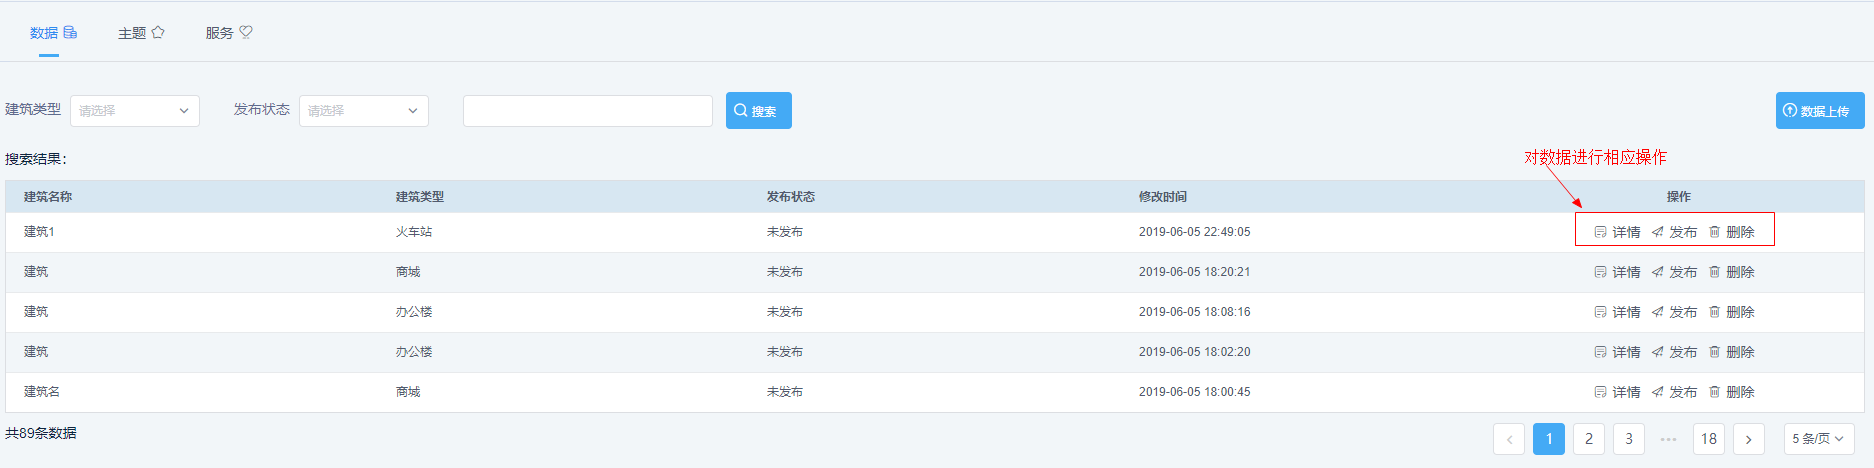 数据 主题 服务
建筑类型 请选择 发布状态 请选择 搜索 数据上传
搜索结果：
对数据进行相应操作
建筑名称 建筑类型 发布状态 修改时间 操作
建筑1 火车站 未发布 2019-06-05 22:49:05 详情 发布 删除
建筑 商城 未发布 2019-06-05 18:20:21 详情 发布 删除
建筑 办公楼 未发布 2019-06-05 18:08:16 详情 发布 删除
建筑 办公楼 未发布 2019-06-05 18:02:20 详情 发布 删除
建筑名 商城 未发布 2019-06-05 18:00:45 详情 发布 删除
共89条数据 < 1 2 3 ••• 18 > 5 条/页